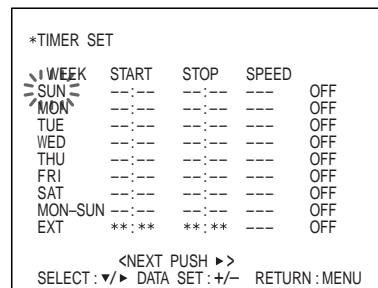 *TIMER SET
WEEK START STOP SPEED
SUN --:-- --:-- --- OFF
MON --:-- --:-- --- OFF
TUE --:-- --:-- --- OFF
WED --:-- --:-- --- OFF
THU --:-- --:-- --- OFF
FRI --:-- --:-- --- OFF
SAT --:-- --:-- --- OFF
MON–SUN --:-- --:-- --- OFF
EXT **:** **:** --- OFF
<NEXT PUSH ►>
SELECT:▼/► DATA SET:+/– RETURN:MENU